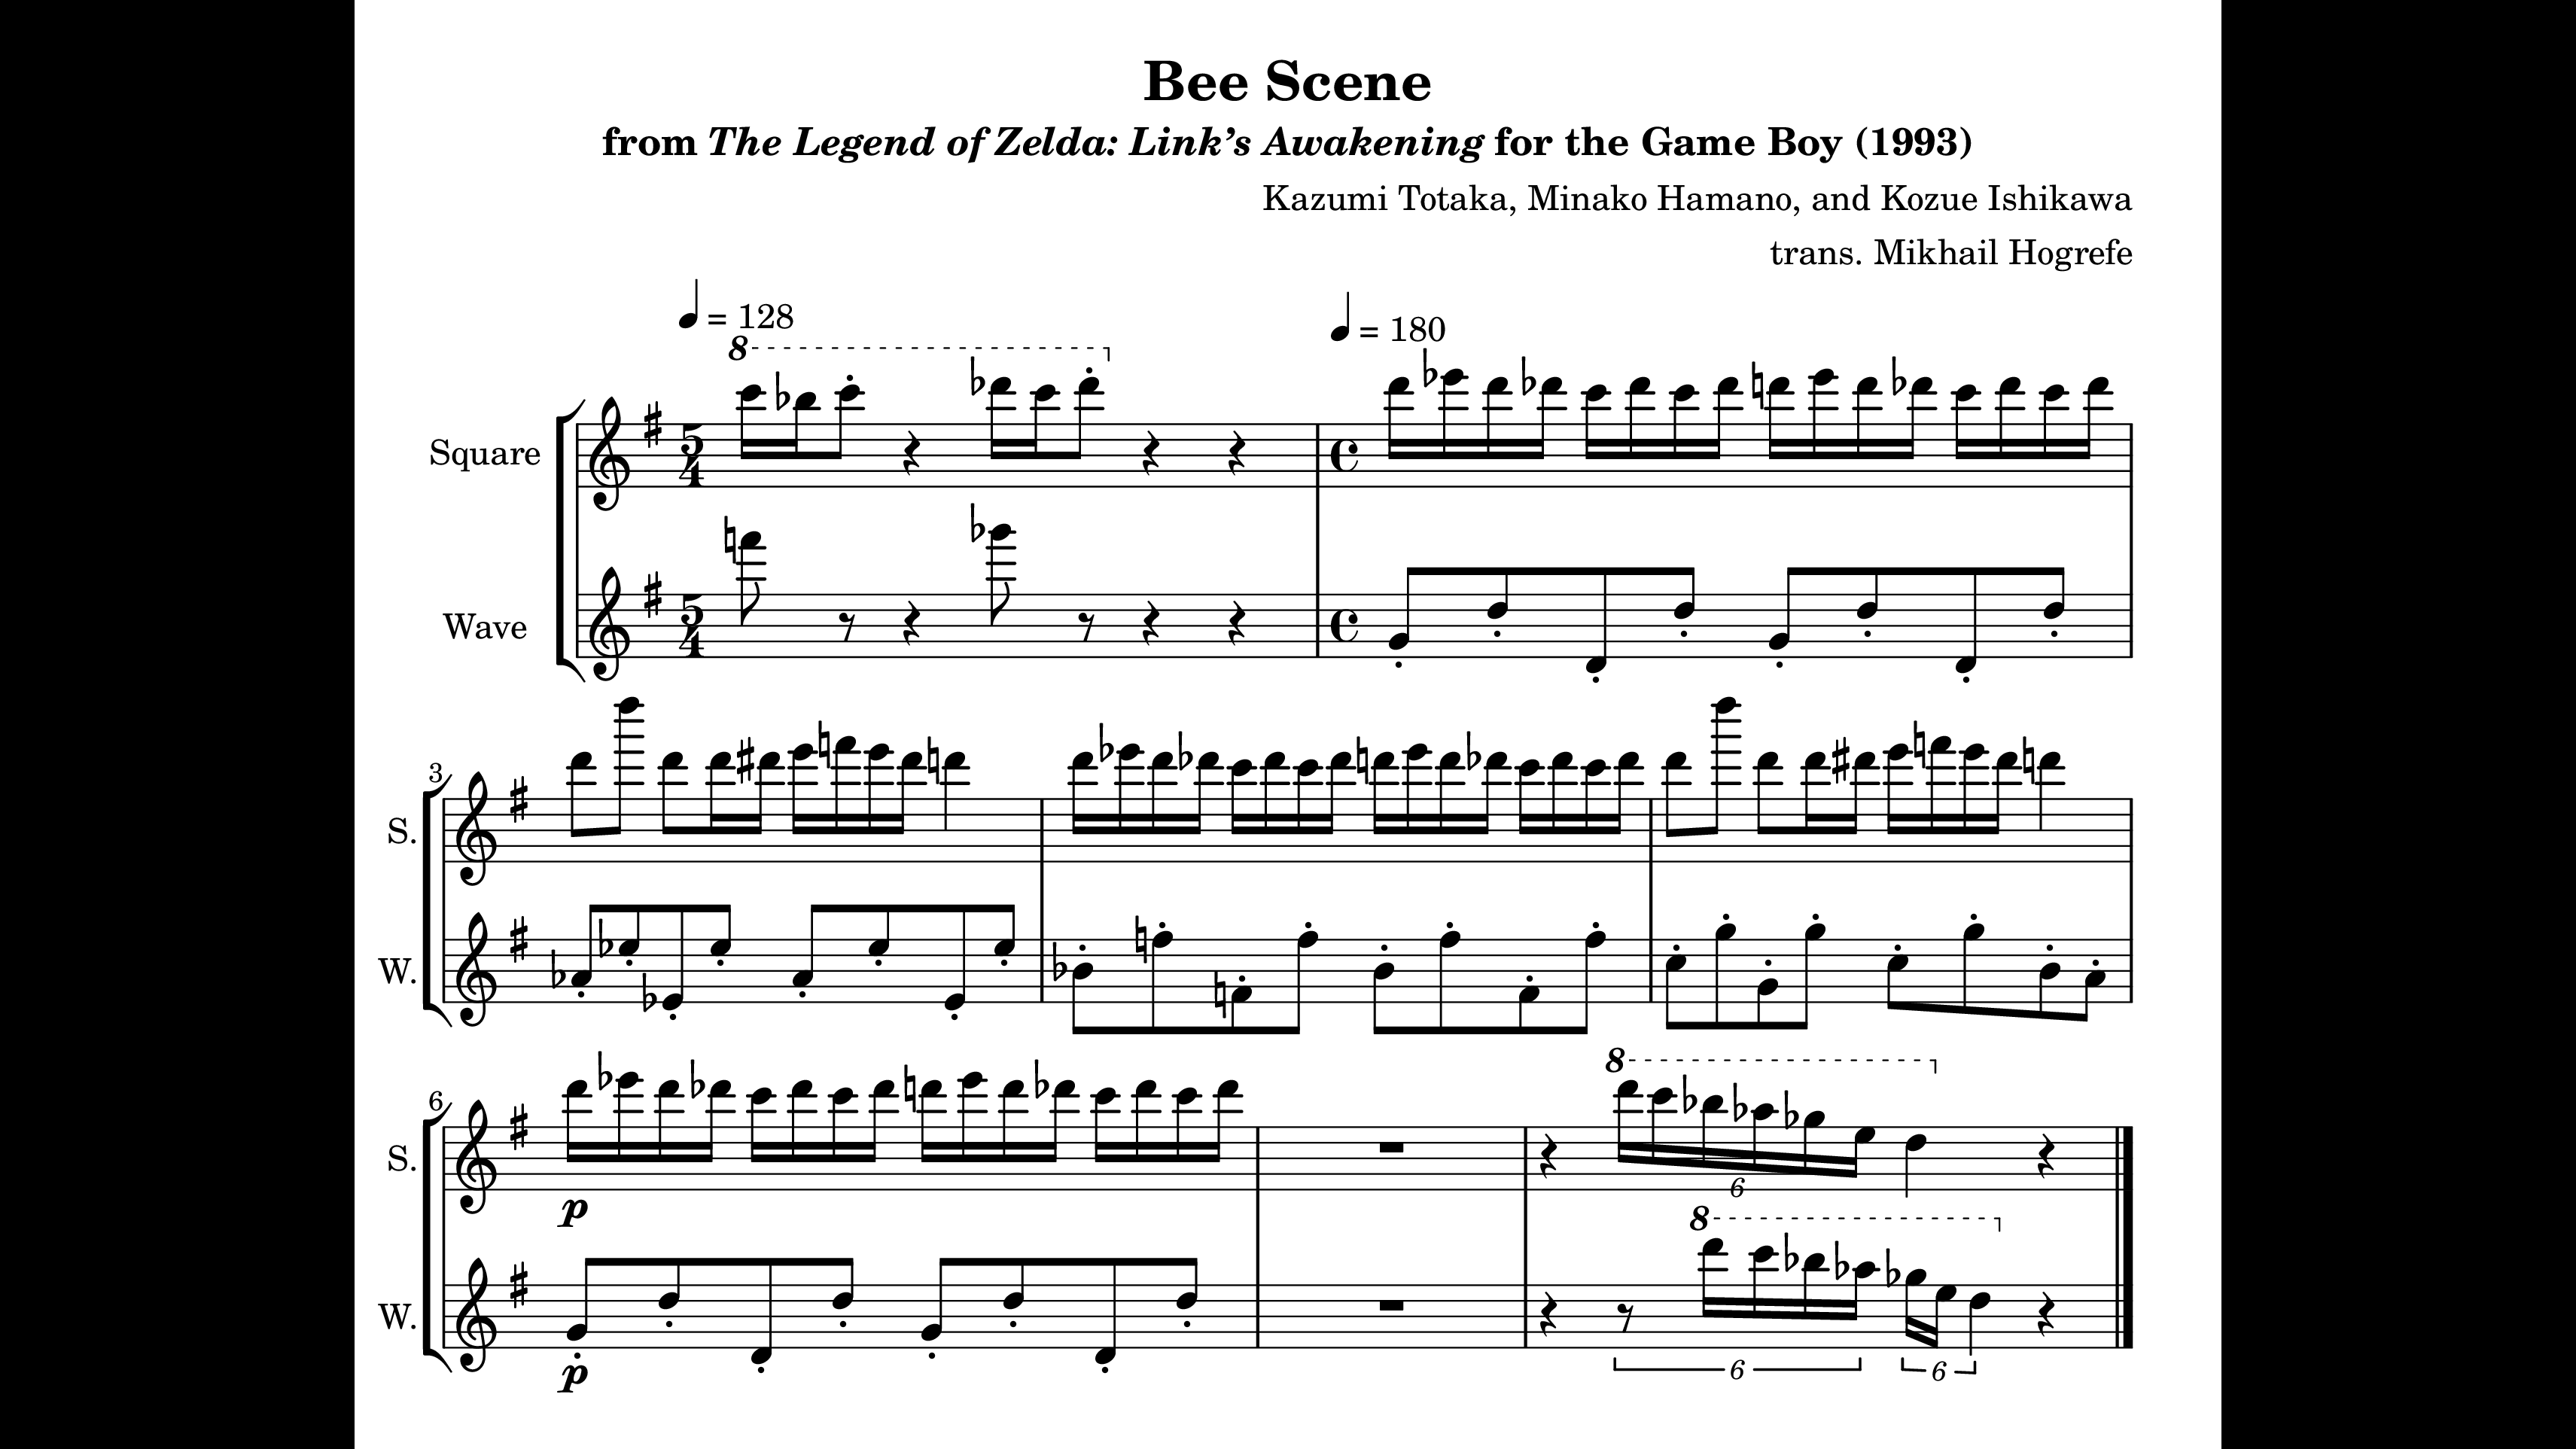 Bee Scene
from The Legend of Zelda: Link’s Awakening for the Game Boy (1993)
Kazumi Totaka, Minako Hamano, and Kozue Ishikawa
trans. Mikhail Hogrefe
= 128
= 180
8
Square
5
4
Wave
5
4
3
S.
W.
8
6
S.
p
6
8
W.
p
6
6